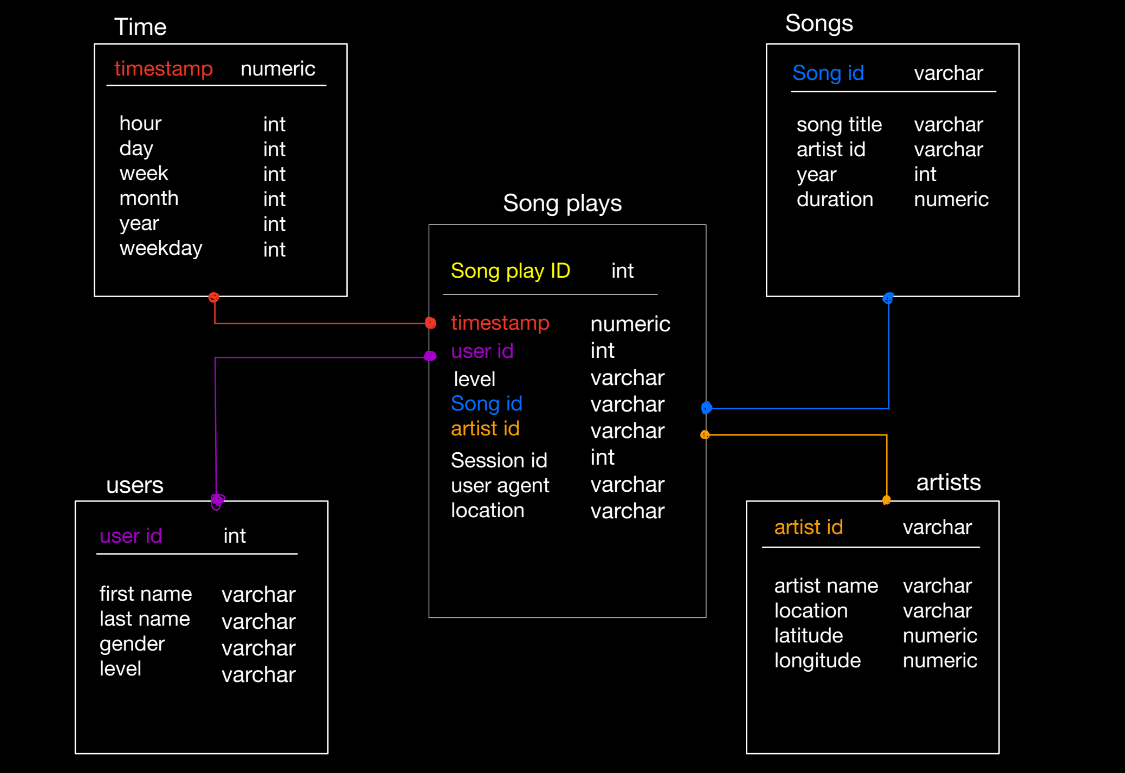 Time
timestamp numeric
hour int
day int
week int
month int
year int
weekday int
Songs
Song id varchar
song title varchar
artist id varchar
year int
duration numeric
Song plays
Song play ID int
timestamp numeric
user id int
level varchar
Song id varchar
artist id varchar
Session id int
user agent varchar
location varchar
users
user id int
first name varchar
last name varchar
gender varchar
level varchar
artists
artist id varchar
artist name varchar
location varchar
latitude numeric
longitude numeric